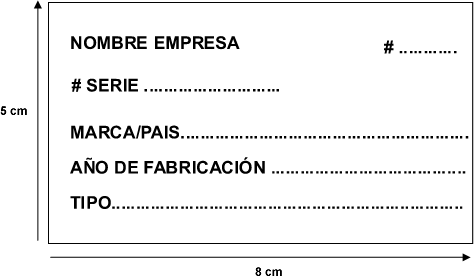 NOMBRE EMPRESA # ...........
# SERIE ............................
MARCA/PAIS..................................................
5 cm
AÑO DE FABRICACIÓN ....................................
TIPO..............................................................
8 cm